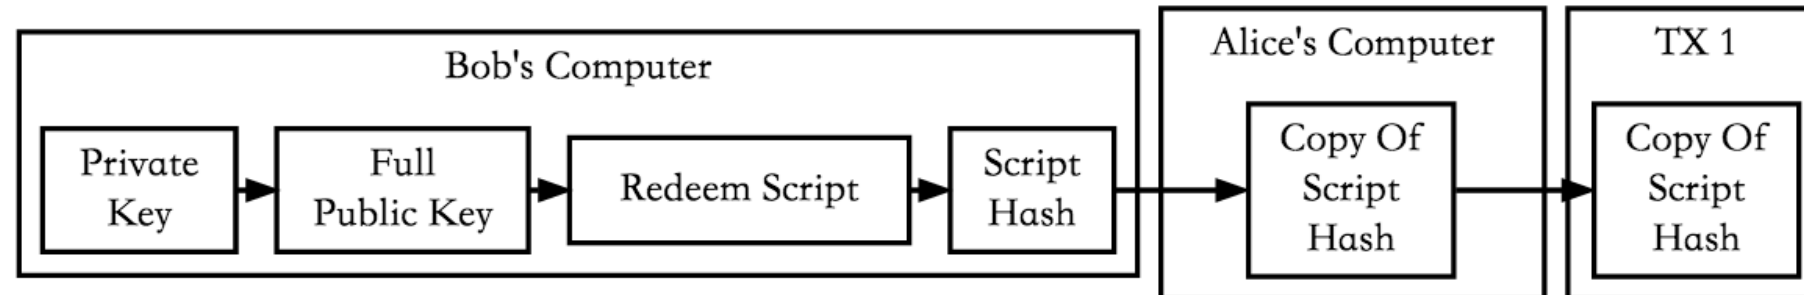 Bob's Computer
Private
Key
Full
Public Key
Redeem Script
Script
Hash
Alice's Computer
Copy Of
Script
Hash
TX 1
Copy Of
Script
Hash